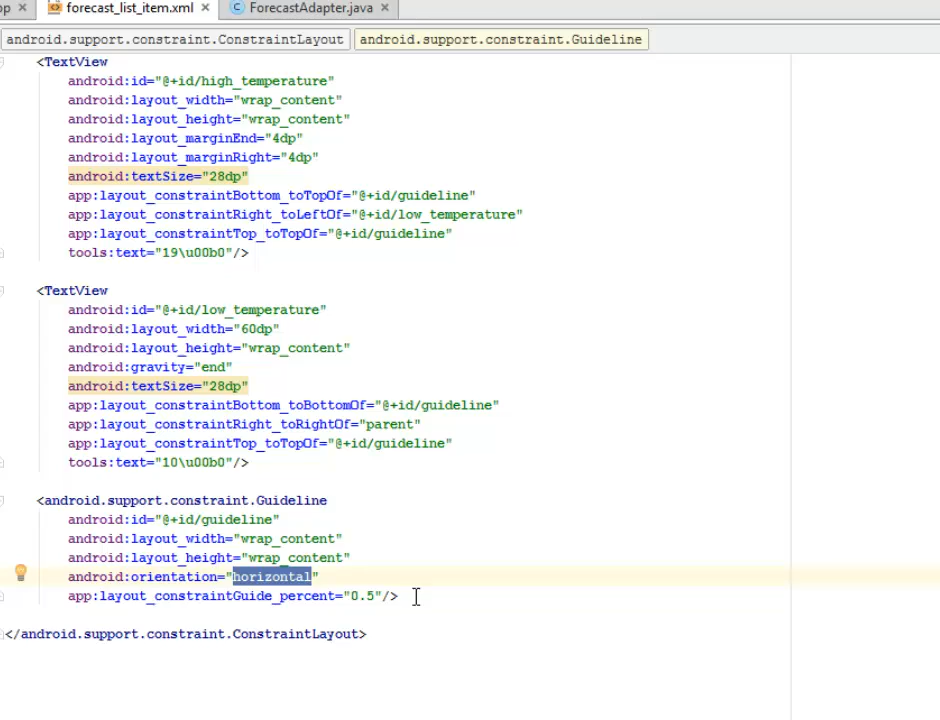 pp
forecast_list_item.xml
ForecastAdapter.java
android.support.constraint.ConstraintLayout android.support.constraint.Guideline
<TextView
android:id="@+id/high_temperature"
android:layout_width="wrap_content"
android:layout_height="wrap_content"
android:layout_marginEnd="4dp"
android:layout_marginRight="4dp"
android:textSize="28dp"
app:layout_constraintBottom_toTopOf="@+id/guideline"
app:layout_constraintRight_toLeftOf="@+id/low_temperature"
app:layout_constraintTop_toTopOf="@+id/guideline"
tools:text="19\u00b0"/>
<TextView
android:id="@+id/low_temperature"
android:layout_width="60dp"
android:layout_height="wrap_content"
android:gravity="end"
android:textSize="28dp"
app:layout_constraintBottom_toBottomOf="@+id/guideline"
app:layout_constraintRight_toRightOf="parent"
app:layout_constraintTop_toTopOf="@+id/guideline"
tools:text="10\u00b0"/>
<android.support.constraint.Guideline
android:id="@+id/guideline"
android:layout_width="wrap_content"
android:layout_height="wrap_content"
android:orientation="horizontal"
app:layout_constraintGuide_percent="0.5"/>
</android.support.constraint.ConstraintLayout>